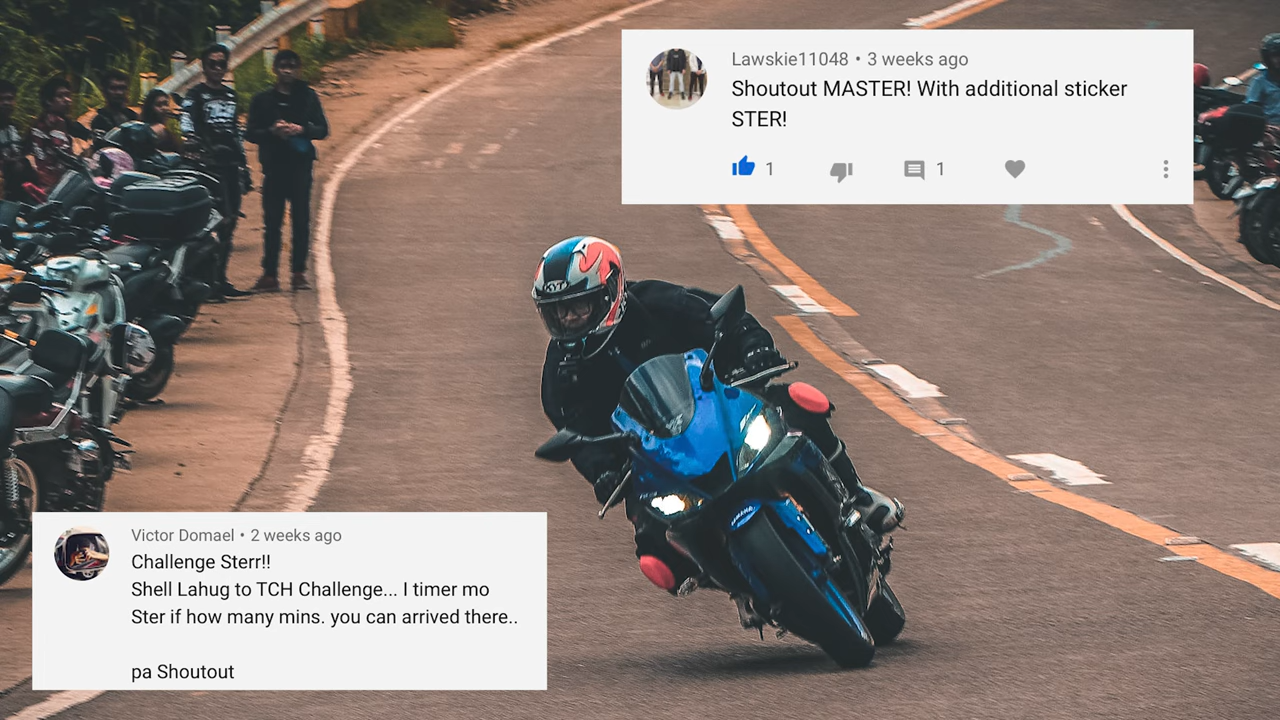 Lawskie11048 • 3 weeks ago
Shoutout MASTER! With additional sticker
STER!
1
1
KYT
YAMAHA
Victor Domael • 2 weeks ago
Challenge Sterr!!
Shell Lahug to TCH Challenge... I timer mo
Ster if how many mins. you can arrived there..
pa Shoutout